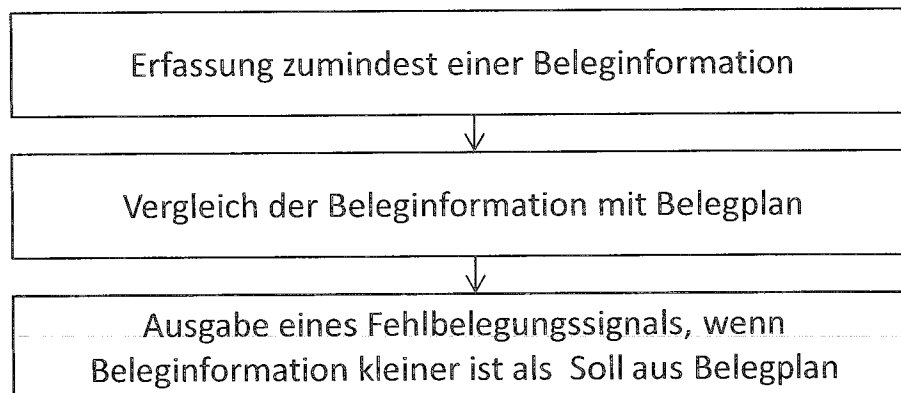 Erfassung zumindest einer Beleginformation
Vergleich der Beleginformation mit Belegplan
Ausgabe eines Fehlbelegungssignals, wenn
Beleginformation kleiner ist als Soll aus Belegplan